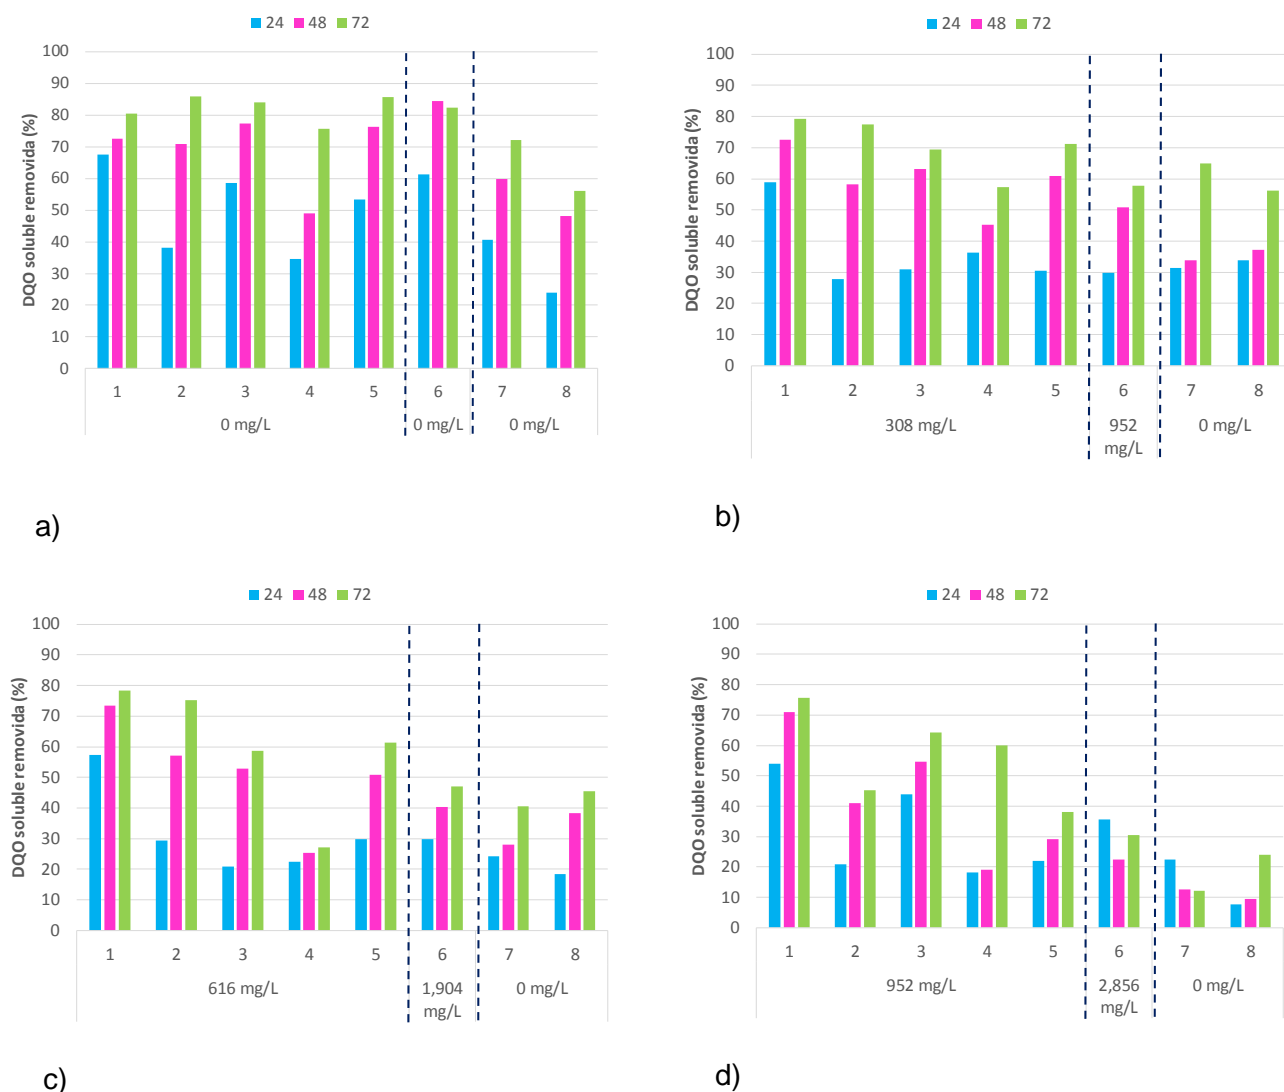 24 48 72
DQO soluble removida (%)
100
90
80
70
60
50
40
30
20
10
0
1 2 3 4 5 6 7 8
0 mg/L 0 mg/L 0 mg/L
a)
24 48 72
DQO soluble removida (%)
100
90
80
70
60
50
40
30
20
10
0
1 2 3 4 5 6 7 8
308 mg/L 952 0 mg/L
mg/L
b)
24 48 72
DQO soluble removida (%)
100
90
80
70
60
50
40
30
20
10
0
1 2 3 4 5 6 7 8
616 mg/L 1,904 0 mg/L
mg/L
c)
24 48 72
DQO soluble removida (%)
100
90
80
70
60
50
40
30
20
10
0
1 2 3 4 5 6 7 8
952 mg/L 2,856 0 mg/L
mg/L
d)